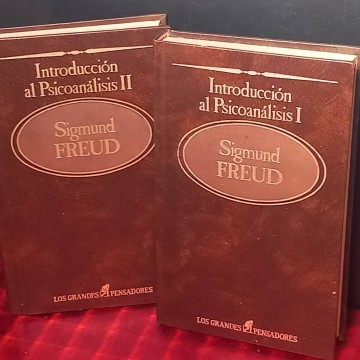 Introducción
al Psicoanálisis II
Sigmund
FREUD
LOS GRANDES PENSADORES
Introducción
al Psicoanálisis I
Sigmund
FREUD
LOS GRANDES PENSADORES